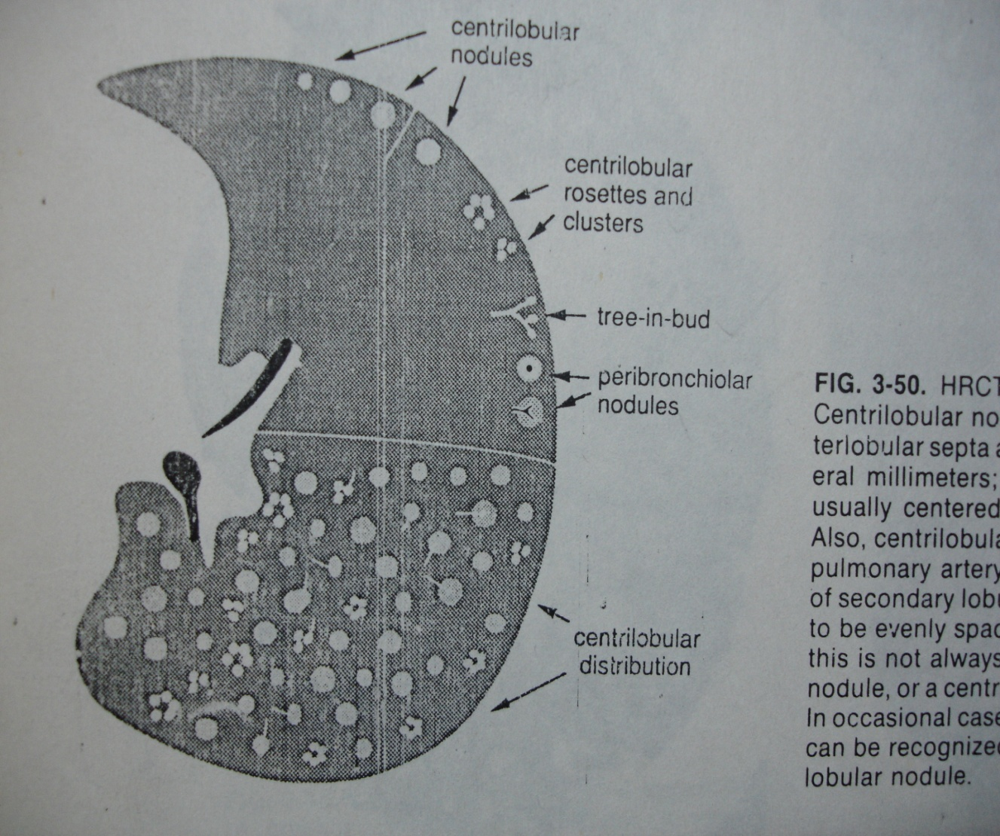 centrilobular
nodules
centrilobular
rosettes and
clusters
tree-in-bud
peribronchiolar
nodules
centrilobular
distribution
FIG. 3-50. HRCT
Centrilobular no
terlobular septa a
eral millimeters;
usually centered
Also, centrilobula
pulmonary artery
of secondary lobu
to be evenly spac
this is not always
nodule, or a centr
In occasional case
can be recognized
lobular nodule.